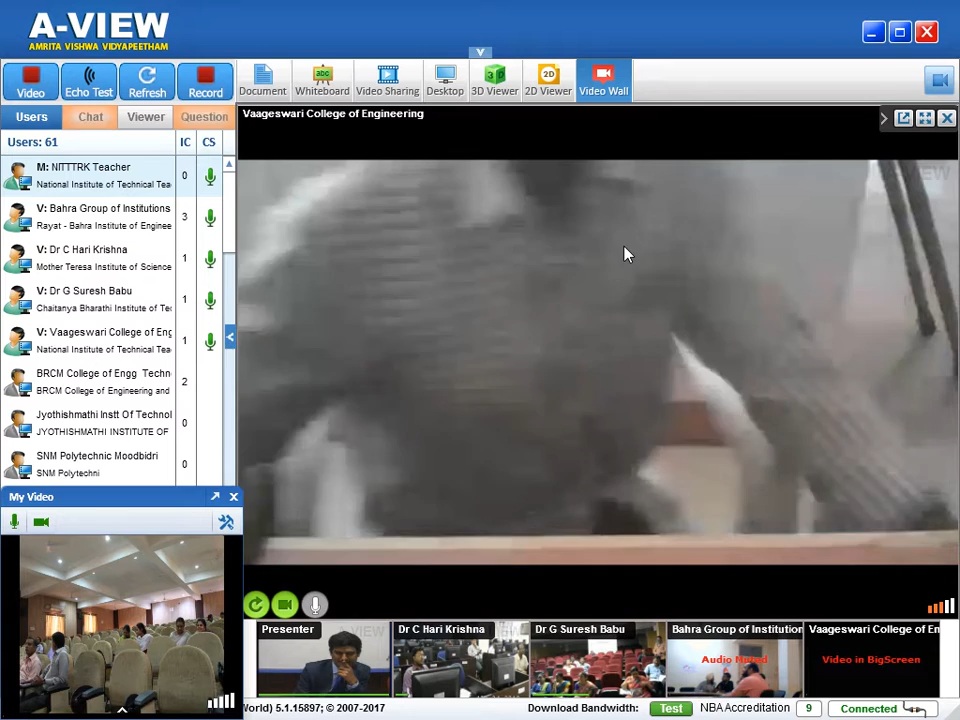 A-VIEW
AMRITA VISHWA VIDYAPEETHAM
Video
Echo Test
Refresh
Record
Document
Whiteboard
Video Sharing
Desktop
3D Viewer
2D Viewer
Video Wall
Users
Chat
Viewer
Question
Users: 61
IC
CS
M: NITTTRK Teacher
National Institute of Technical Tea
0
V: Bahra Group of Institutions
Rayat - Bahra Institute of Enginee
3
V: Dr C Hari Krishna
Mother Teresa Institute of Science
1
V: Dr G Suresh Babu
Chaitanya Bharathi Institute of Te
1
V: Vaageswari College of Eng
National Institute of Technical Tea
1
BRCM College of Engg Techn
BRCM College of Engineering and
2
Jyothishmathi Instt Of Technol
JYOTHISHMATHI INSTITUTE OF
0
SNM Polytechnic Moodbidri
SNM Polytechni
0
Vaageswari College of Engineering
A-VIEW
My Video
Presenter
Dr C Hari Krishna
Dr G Suresh Babu
Bahra Group of Institution
Audio Muted
Vaageswari College of En
Video in BigScreen
World) 5.1.15897; © 2007-2017
Download Bandwidth:
Test
NBA Accreditation
9
Connected